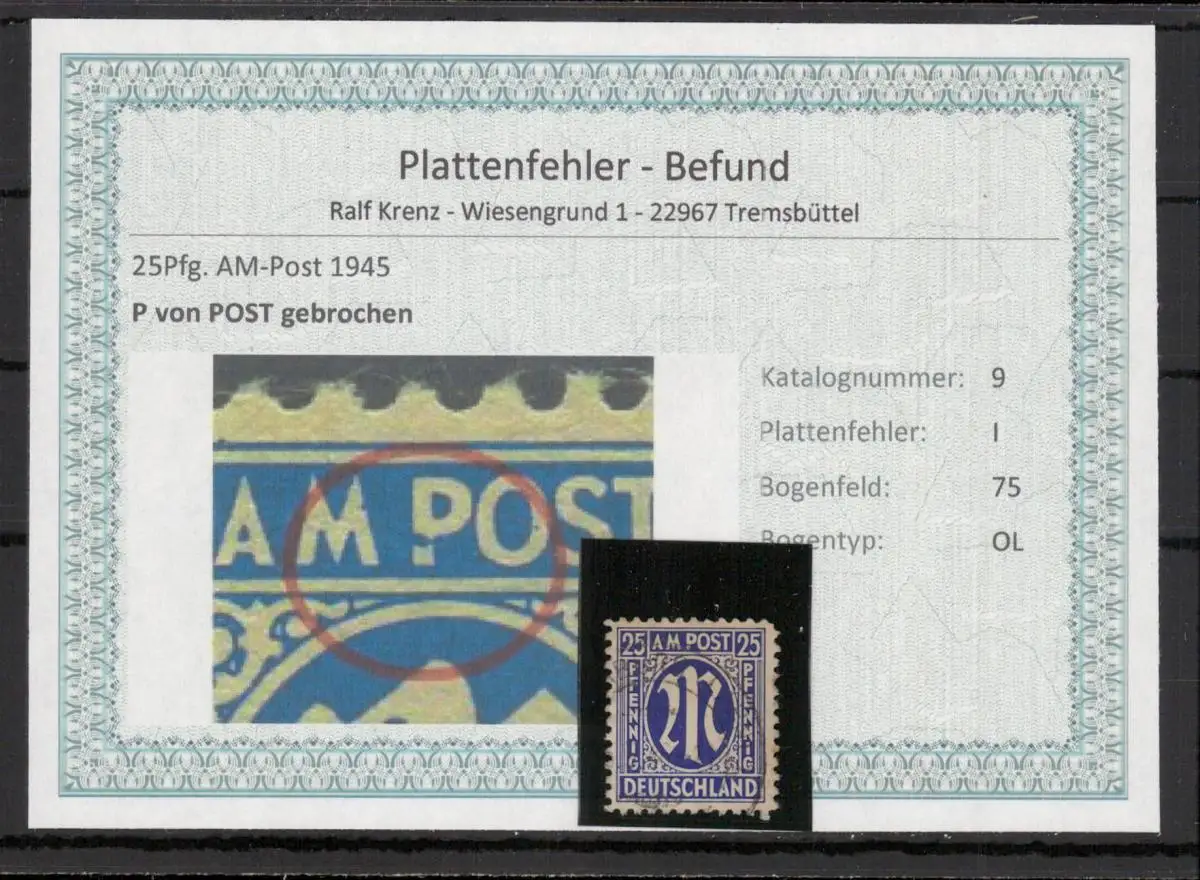 Plattenfehler - Befund
Ralf Krenz - Wiesengrund 1 - 22967 Tremsbüttel
25Pfg. AM-Post 1945
P von POST gebrochen
Katalognummer: 9
Plattenfehler: I
Bogenfeld: 75
Bogentyp: OL
AM POST
25 AM POST 25
PFENNIG
M
PFENNIG
DEUTSCHLAND